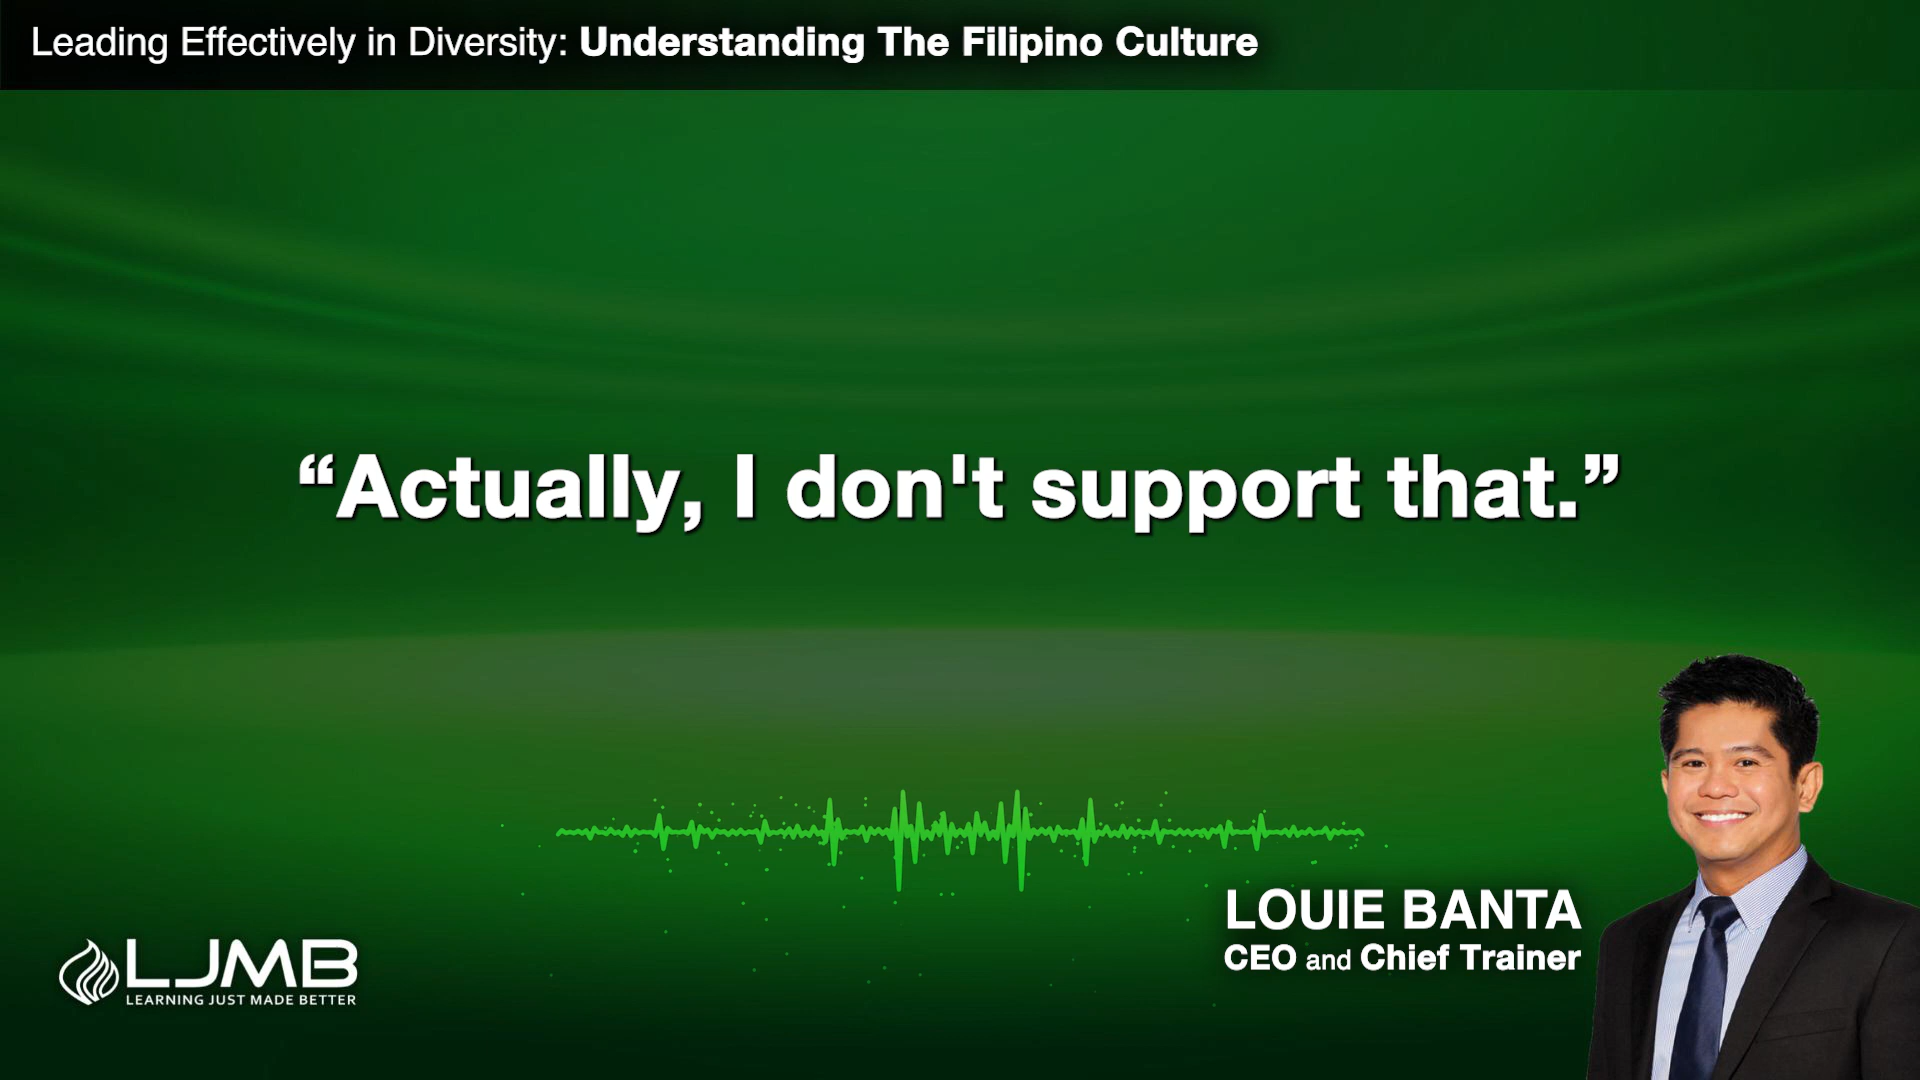 Leading Effectively in Diversity: Understanding The Filipino Culture
“Actually, I don't support that.”
LOUIE BANTA
CEO and Chief Trainer
LJMB
LEARNING JUST MADE BETTER